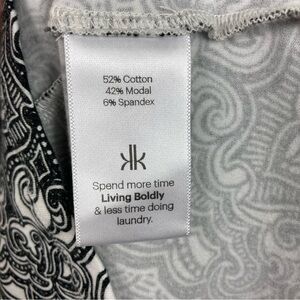 52% Cotton
42% Modal
6% Spandex
kk
Spend more time
Living Boldly
& less time doing
laundry.